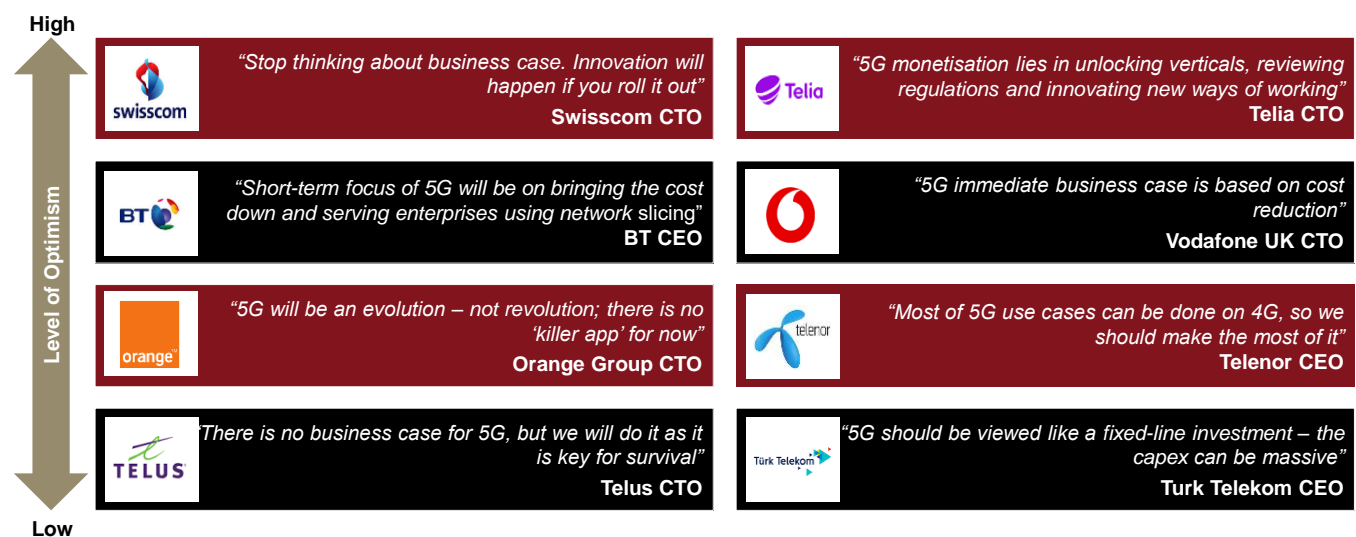 High
swisscom
“Stop thinking about business case. Innovation will
happen if you roll it out”
Swisscom CTO
Telia
“5G monetisation lies in unlocking verticals, reviewing
regulations and innovating new ways of working”
Telia CTO
Level of Optimism
BT
“Short-term focus of 5G will be on bringing the cost
down and serving enterprises using network slicing”
BT CEO
“5G immediate business case is based on cost
reduction”
Vodafone UK CTO
orange™
“5G will be an evolution – not revolution; there is no
‘killer app’ for now”
Orange Group CTO
telenor
“Most of 5G use cases can be done on 4G, so we
should make the most of it”
Telenor CEO
TELUS
“There is no business case for 5G, but we will do it as it
is key for survival”
Telus CTO
Türk Telekom
“5G should be viewed like a fixed-line investment – the
capex can be massive”
Turk Telekom CEO
Low